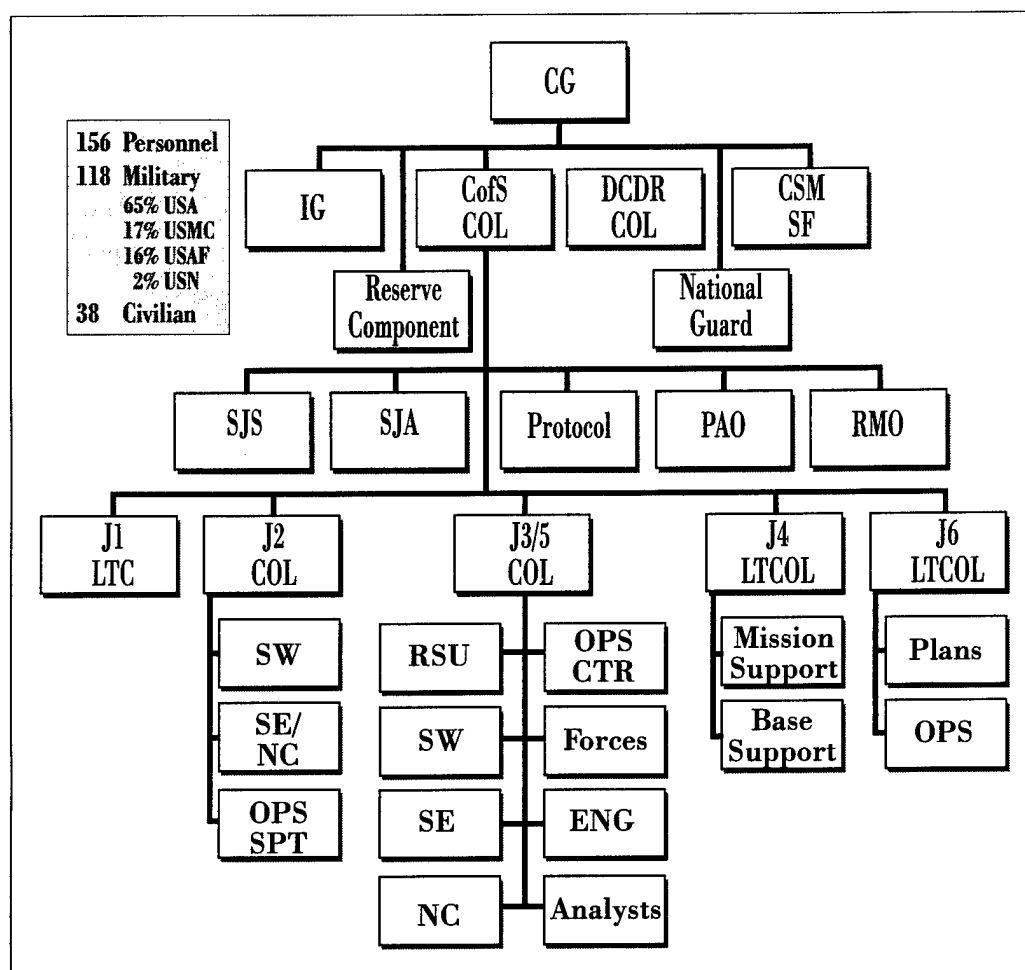 CG
156 Personnel
118 Military
65% USA
17% USMC
16% USAF
2% USN
38 Civilian
IG
CofS
COL
DCDR
COL
CSM
SF
Reserve
Component
National
Guard
SJS
SJA
Protocol
PAO
RMO
J1
LTC
J2
COL
J3/5
COL
J4
LTCOL
J6
LTCOL
SW
SE/
NC
OPS
SPT
RSU
OPS
CTR
SW
Forces
SE
ENG
NC
Analysts
Mission
Support
Base
Support
Plans
OPS